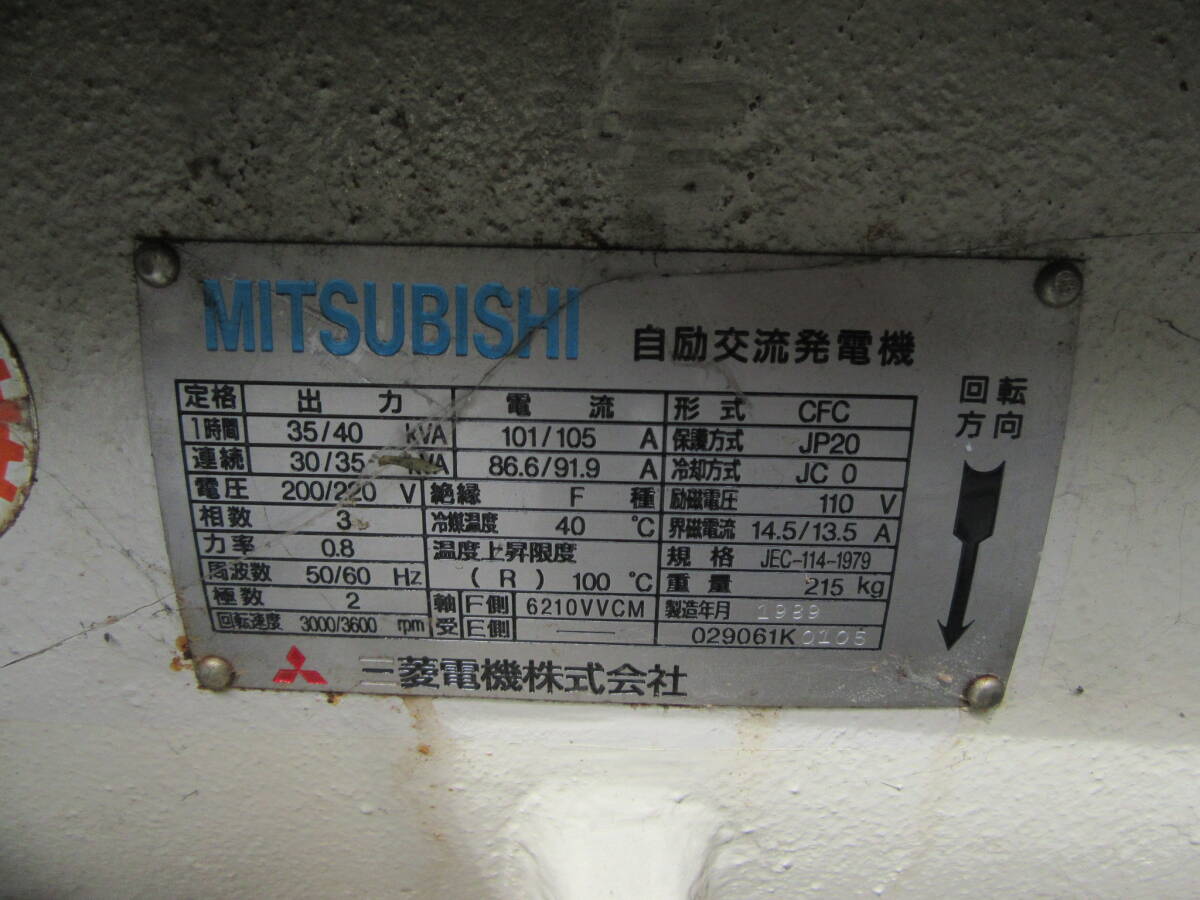 MITSUBISHI 自励交流発電機
定格 出力 電流 形式 CFC
1時間 35/40 kVA 101/105 A 保護方式 JP20
連続 30/35 VA 86.6/91.9 A 冷却方式 JC 0
電圧 200/220 V 絶縁 F 種 励磁電圧 110 V
相数 3 冷媒温度 40 ℃ 界磁電流 14.5/13.5 A
力率 0.8 温度上昇限度 規格 JEC-114-1979
周波数 50/60 Hz (R) 100 ℃ 重量 215 kg
極数 2 軸受 F側 6210VVCM 製造年月 1989
回転速度 3000/3600 rpm E側 — 029061K0105
回転
方向
三菱電機株式会社